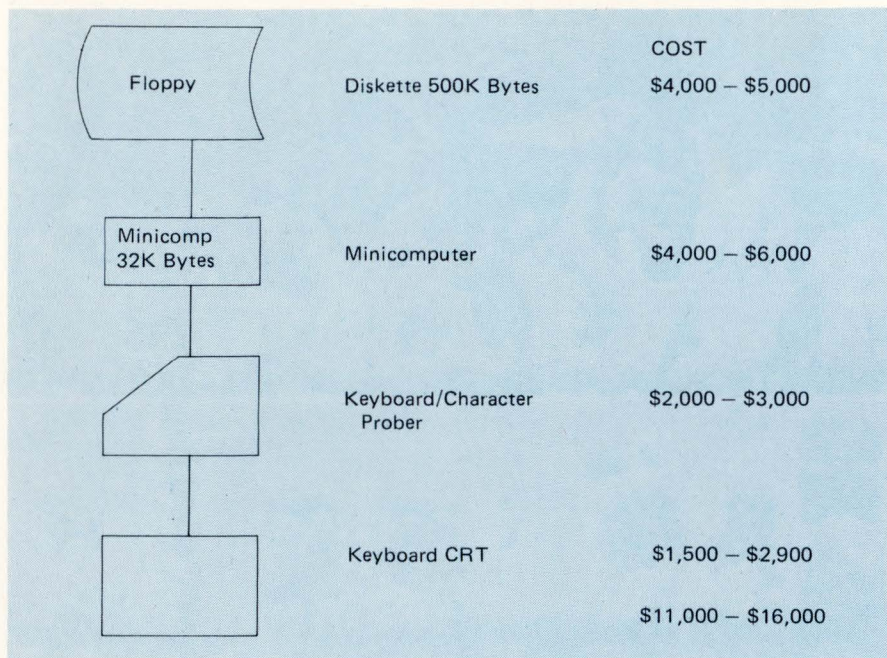 COST
Floppy
Diskette 500K Bytes
$4,000 – $5,000
Minicomp
32K Bytes
Minicomputer
$4,000 – $6,000
Keyboard/Character
Prober
$2,000 – $3,000
Keyboard CRT
$1,500 – $2,900
$11,000 – $16,000